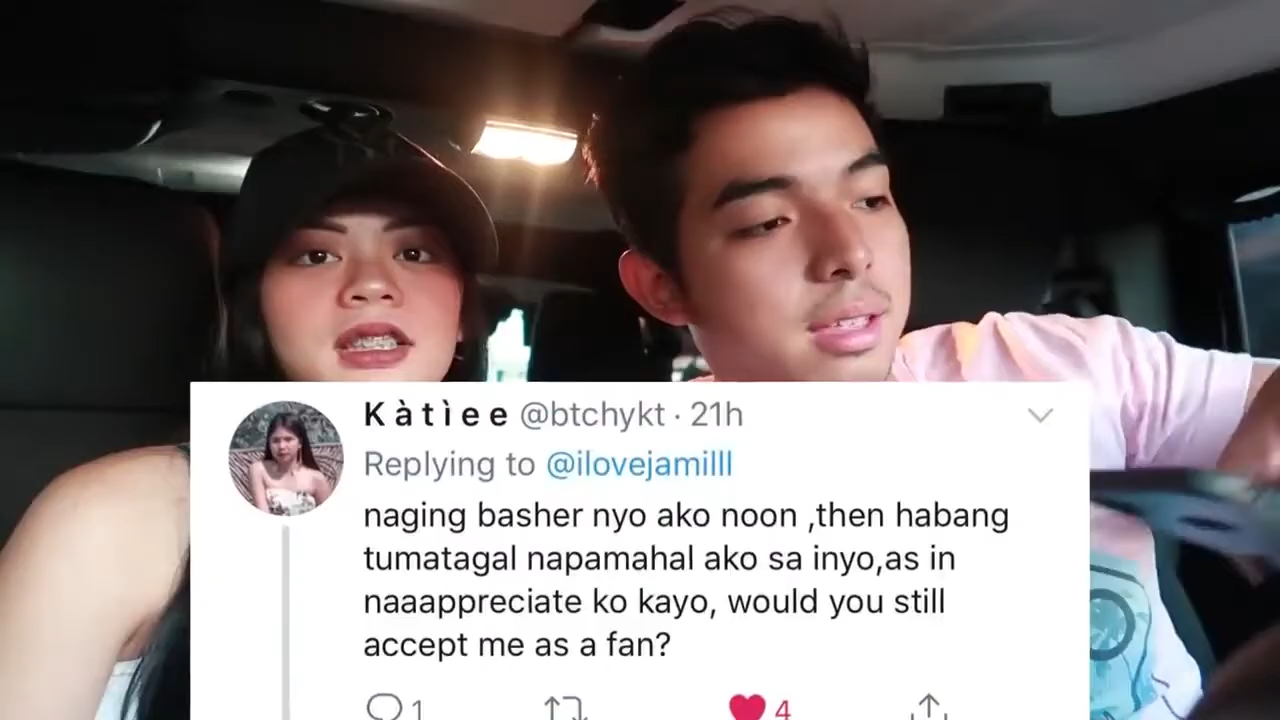 K à t ì e e @btchykt · 21h
Replying to @ilovejamilll
naging basher nyo ako noon ,then habang
tumatagal napamahal ako sa inyo,as in
naaappreciate ko kayo, would you still
accept me as a fan?
1 4